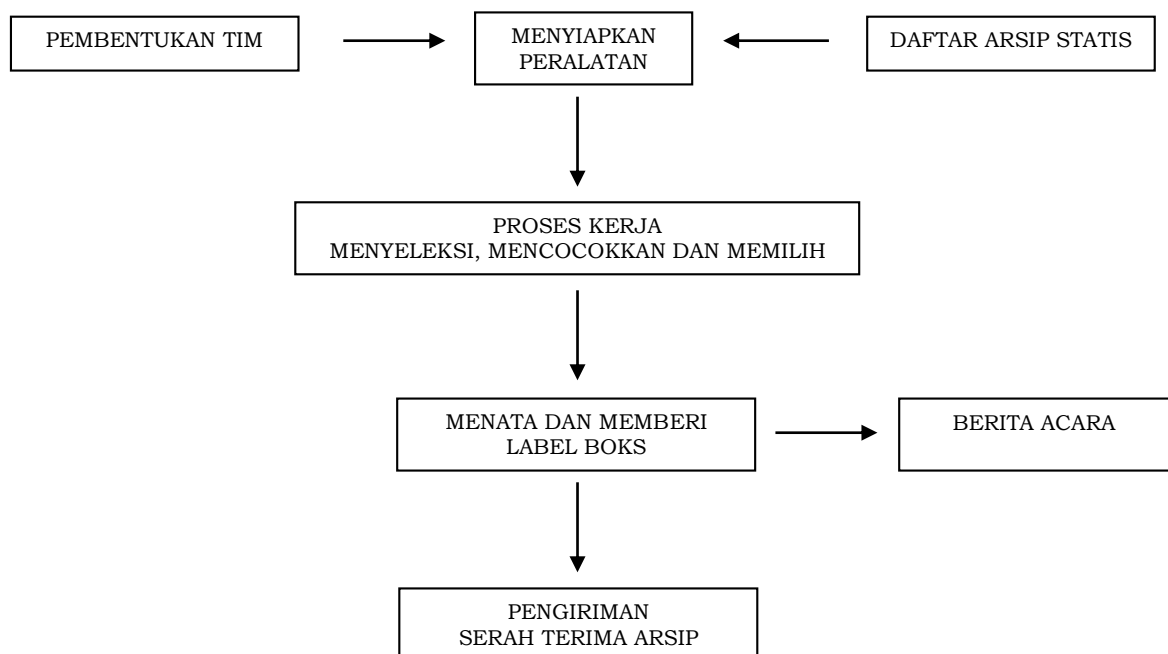 PEMBENTUKAN TIM
MENYIAPKAN
PERALATAN
DAFTAR ARSIP STATIS
PROSES KERJA
MENYELEKSI, MENCOCOKKAN DAN MEMILIH
MENATA DAN MEMBERI
LABEL BOKS
BERITA ACARA
PENGIRIMAN
SERAH TERIMA ARSIP